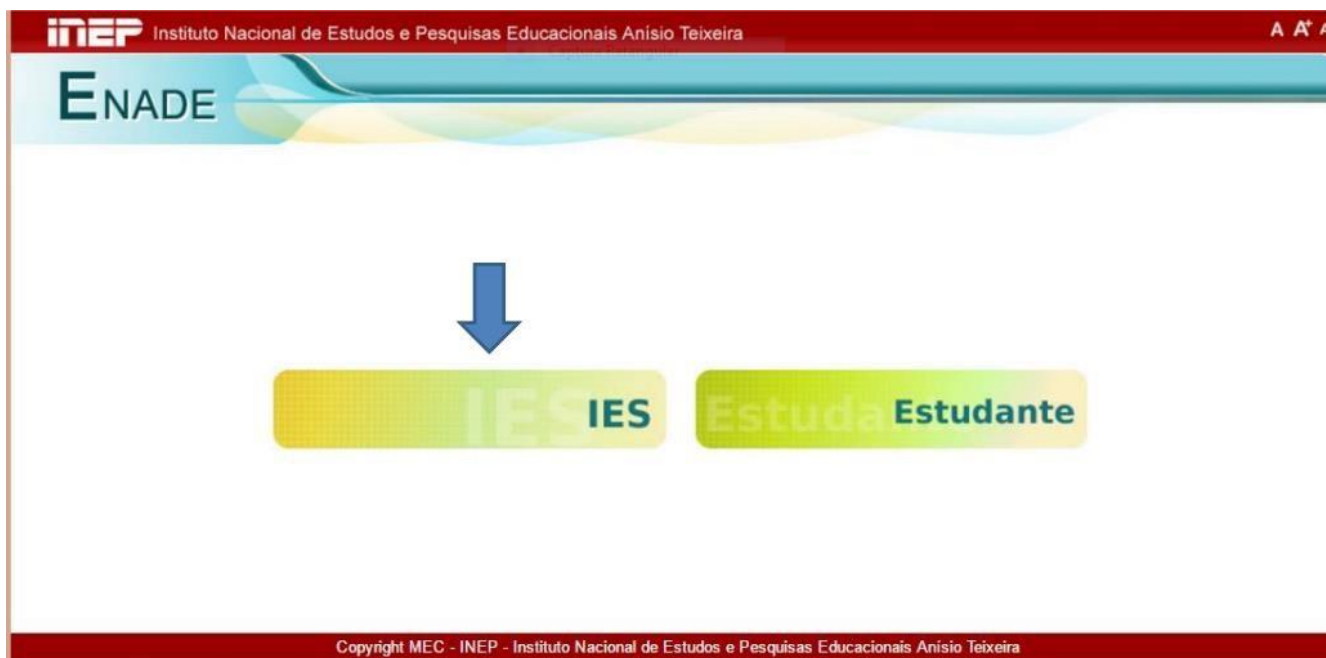 inep Instituto Nacional de Estudos e Pesquisas Educacionais Anísio Teixeira
A A+ A
ENADE
IES IES
Estuda Estudante
Copyright MEC - INEP - Instituto Nacional de Estudos e Pesquisas Educacionais Anísio Teixeira